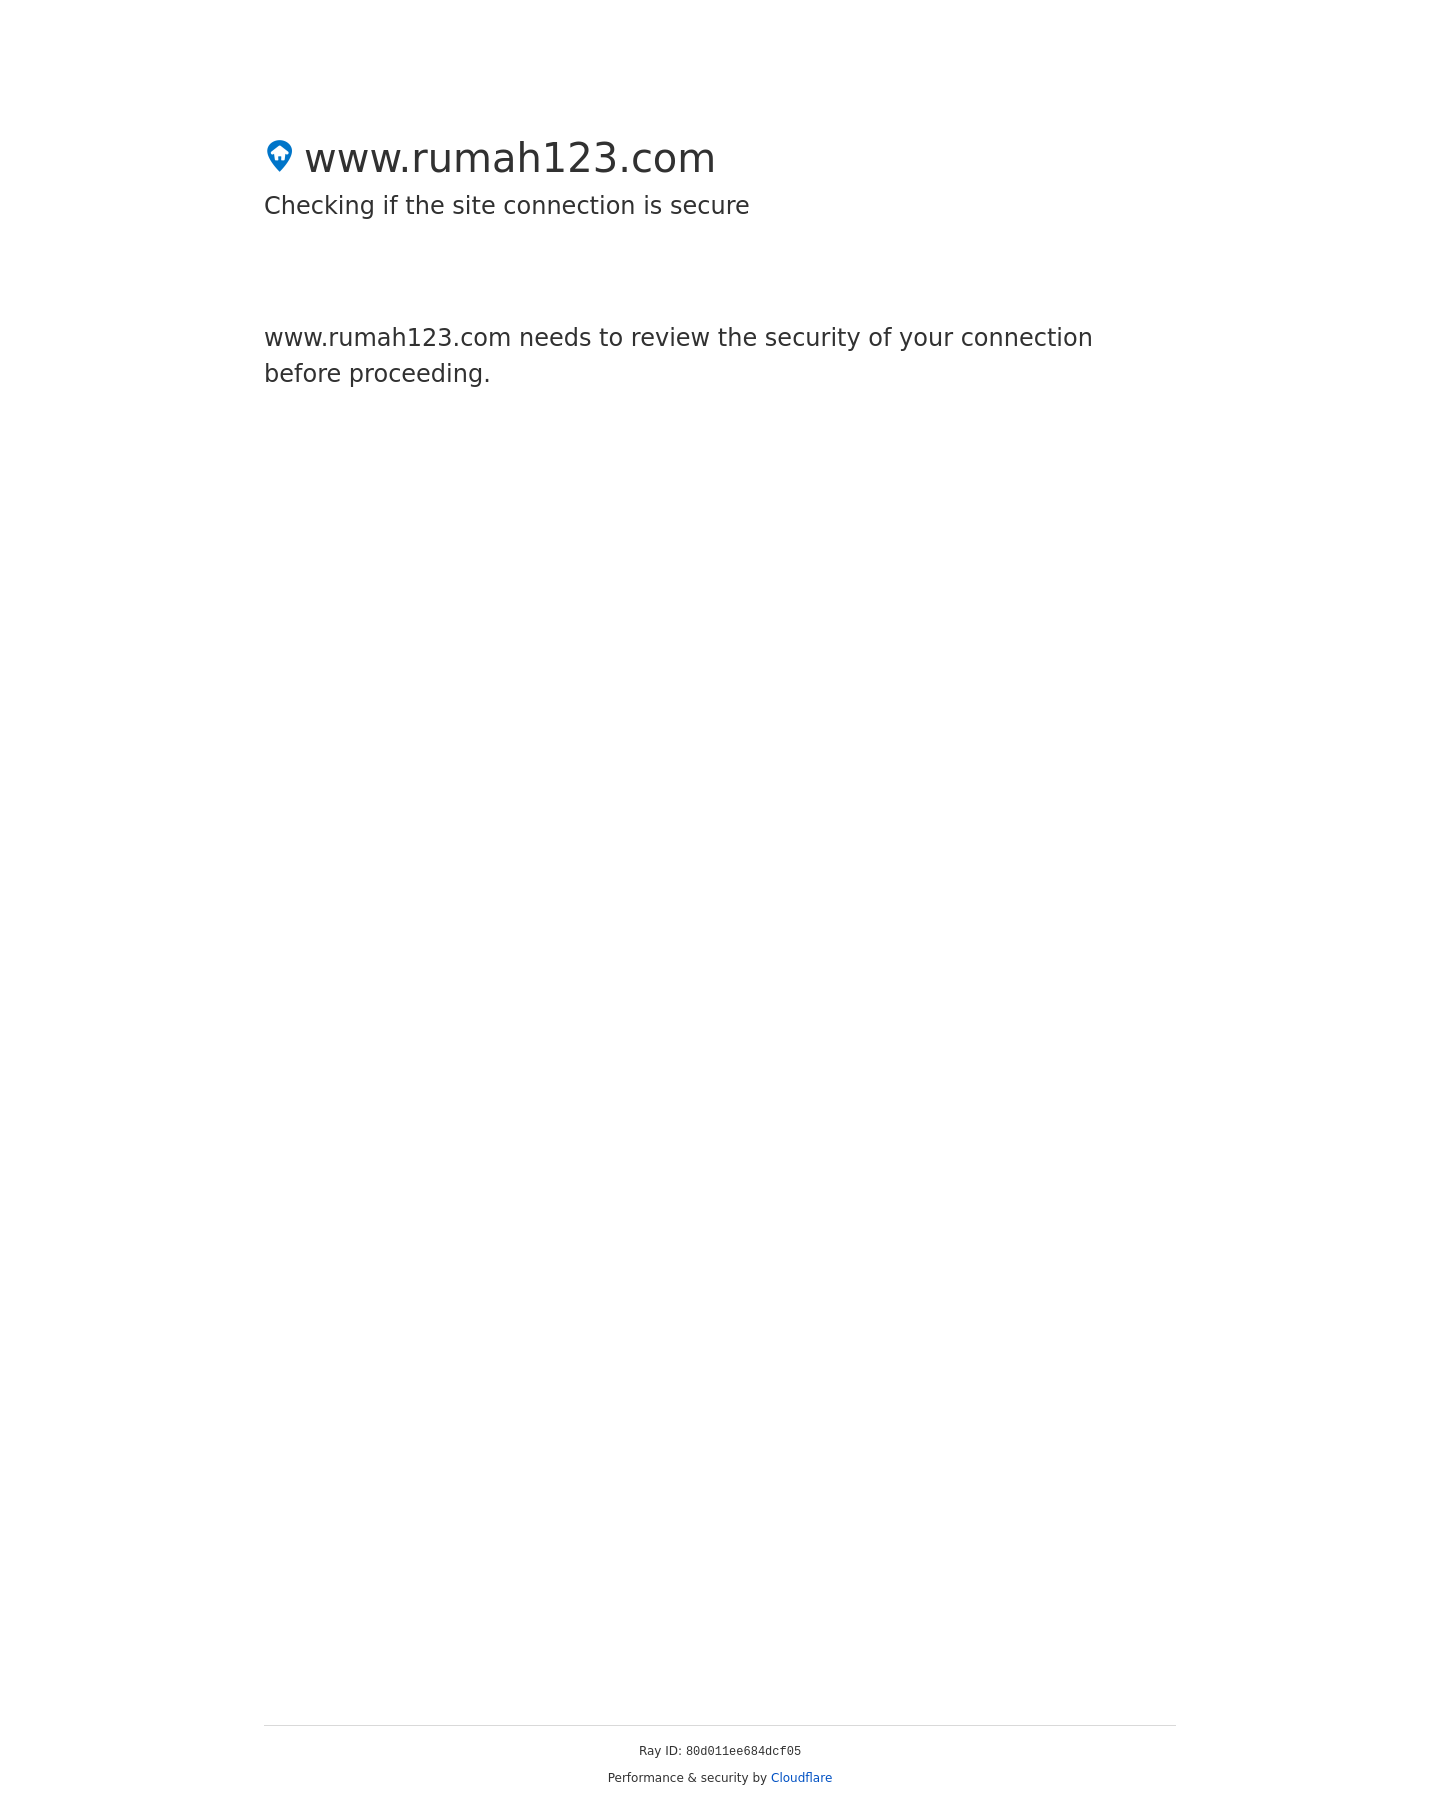 www.rumah123.com
Checking if the site connection is secure
www.rumah123.com needs to review the security of your connection
before proceeding.
Ray ID: 80d011ee684dcf05
Performance & security by Cloudflare